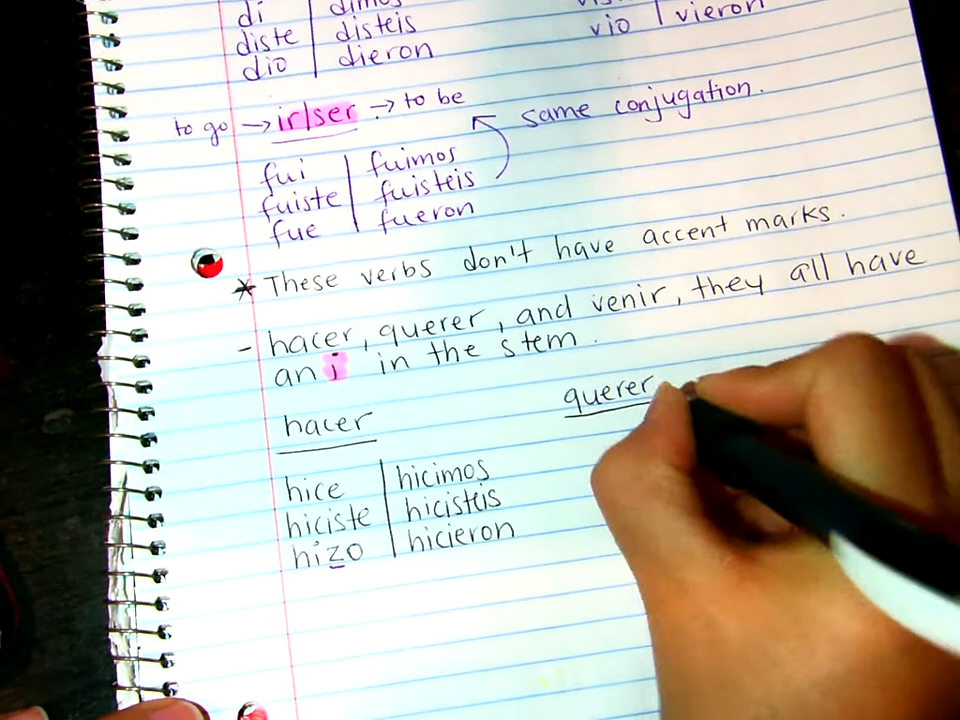 di | dimos
diste | disteis
dio | dieron
vio | vieron
to go → ir/ser → to be
same conjugation.
fui | fuimos
fuiste | fuisteis
fue | fueron
* These verbs don't have accent marks.
- hacer, querer, and venir, they all have
an i in the stem.
hacer
querer
hice | hicimos
hiciste | hicisteis
hizo | hicieron